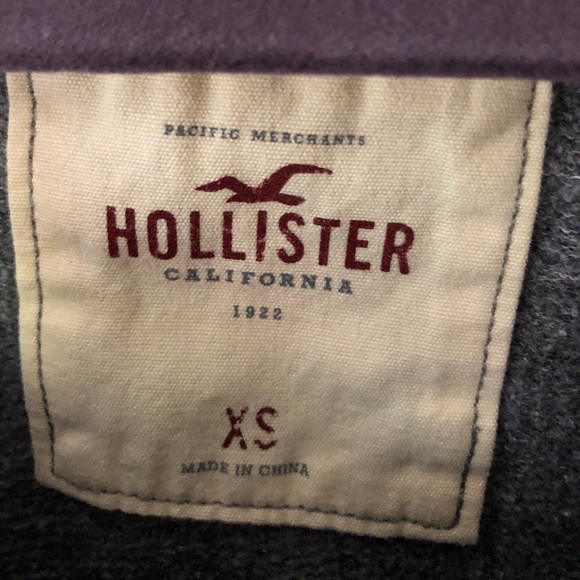 PACIFIC MERCHANTS
HOLLISTER
CALIFORNIA
1922
XS
MADE IN CHINA